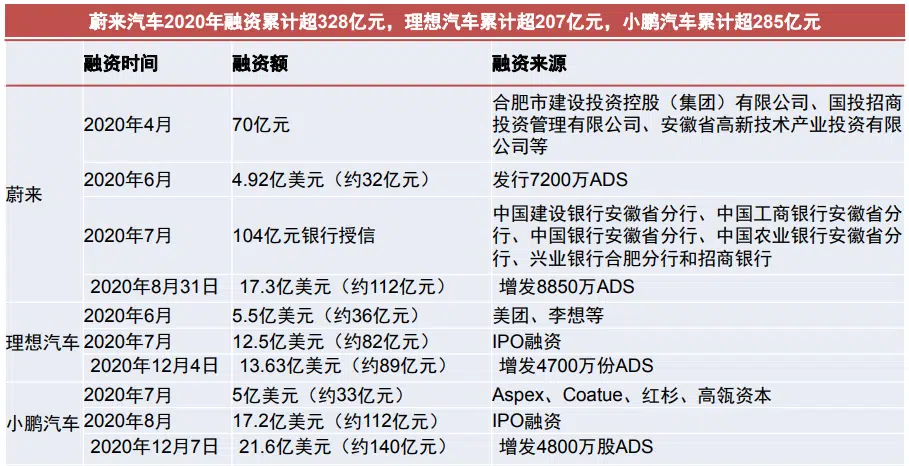 蔚来汽车2020年融资累计超328亿元，理想汽车累计超207亿元，小鹏汽车累计超285亿元
融资时间 融资额 融资来源
蔚来
2020年4月 70亿元 合肥市建设投资控股（集团）有限公司、国投招商
投资管理有限公司、安徽省高新技术产业投资有限
公司等
2020年6月 4.92亿美元（约32亿元） 发行7200万ADS
2020年7月 104亿元银行授信 中国建设银行安徽省分行、中国工商银行安徽省分
行、中国银行安徽省分行、中国农业银行安徽省分
行、兴业银行合肥分行和招商银行
2020年8月31日 17.3亿美元（约112亿元） 增发8850万ADS
理想汽车
2020年6月 5.5亿美元（约36亿元） 美团、李想等
2020年7月 12.5亿美元（约82亿元） IPO融资
2020年12月4日 13.63亿美元（约89亿元） 增发4700万份ADS
小鹏汽车
2020年7月 5亿美元（约33亿元） Aspex、Coatue、红杉、高瓴资本
2020年8月 17.2亿美元（约112亿元） IPO融资
2020年12月7日 21.6亿美元（约140亿元） 增发4800万股ADS